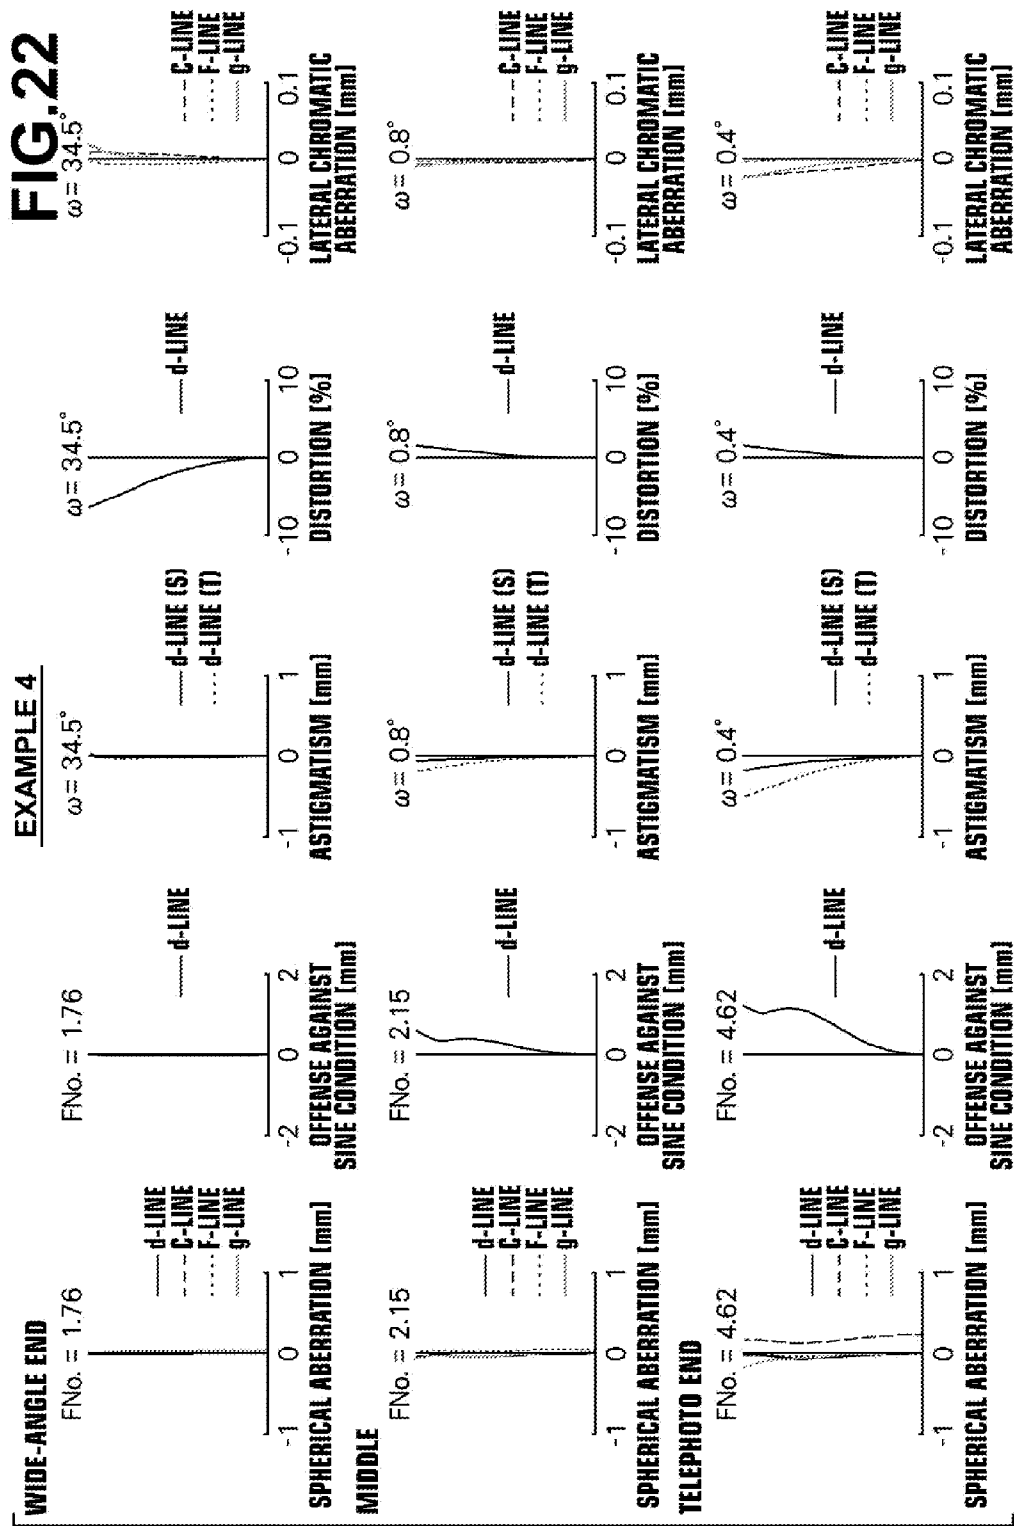 FIG.22
EXAMPLE 4
WIDE-ANGLE END
FNo. = 1.76
d-LINE
C-LINE
F-LINE
g-LINE
-1 0 1
SPHERICAL ABERRATION [mm]
FNo. = 1.76
d-LINE
-2 0 2
OFFENSE AGAINST
SINE CONDITION [mm]
ω= 34.5°
d-LINE (S)
d-LINE (T)
-1 0 1
ASTIGMATISM [mm]
ω= 34.5°
d-LINE
-10 0 10
DISTORTION [%]
ω= 34.5°
C-LINE
F-LINE
g-LINE
-0.1 0 0.1
LATERAL CHROMATIC
ABERRATION [mm]
MIDDLE
FNo. = 2.15
d-LINE
C-LINE
F-LINE
g-LINE
-1 0 1
SPHERICAL ABERRATION [mm]
FNo. = 2.15
d-LINE
-2 0 2
OFFENSE AGAINST
SINE CONDITION [mm]
ω= 0.8°
d-LINE (S)
d-LINE (T)
-1 0 1
ASTIGMATISM [mm]
ω= 0.8°
d-LINE
-10 0 10
DISTORTION [%]
ω= 0.8°
C-LINE
F-LINE
g-LINE
-0.1 0 0.1
LATERAL CHROMATIC
ABERRATION [mm]
TELEPHOTO END
FNo. = 4.62
d-LINE
C-LINE
F-LINE
g-LINE
-1 0 1
SPHERICAL ABERRATION [mm]
FNo. = 4.62
d-LINE
-2 0 2
OFFENSE AGAINST
SINE CONDITION [mm]
ω= 0.4°
d-LINE (S)
d-LINE (T)
-1 0 1
ASTIGMATISM [mm]
ω= 0.4°
d-LINE
-10 0 10
DISTORTION [%]
ω= 0.4°
C-LINE
F-LINE
g-LINE
-0.1 0 0.1
LATERAL CHROMATIC
ABERRATION [mm]